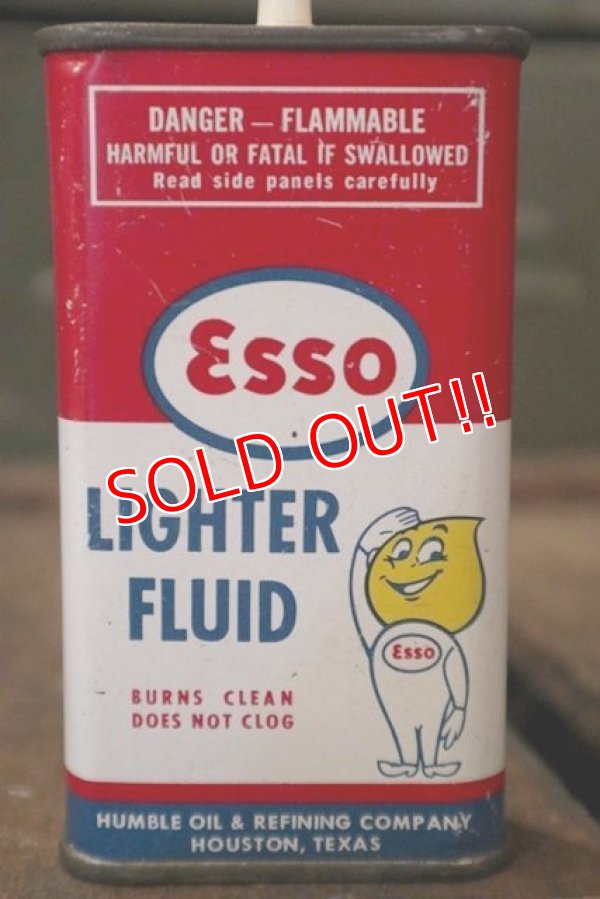 DANGER — FLAMMABLE
HARMFUL OR FATAL IF SWALLOWED
Read side panels carefully
Esso
SOLD OUT!!
LIGHTER
FLUID
Esso
BURNS CLEAN
DOES NOT CLOG
HUMBLE OIL & REFINING COMPANY
HOUSTON, TEXAS